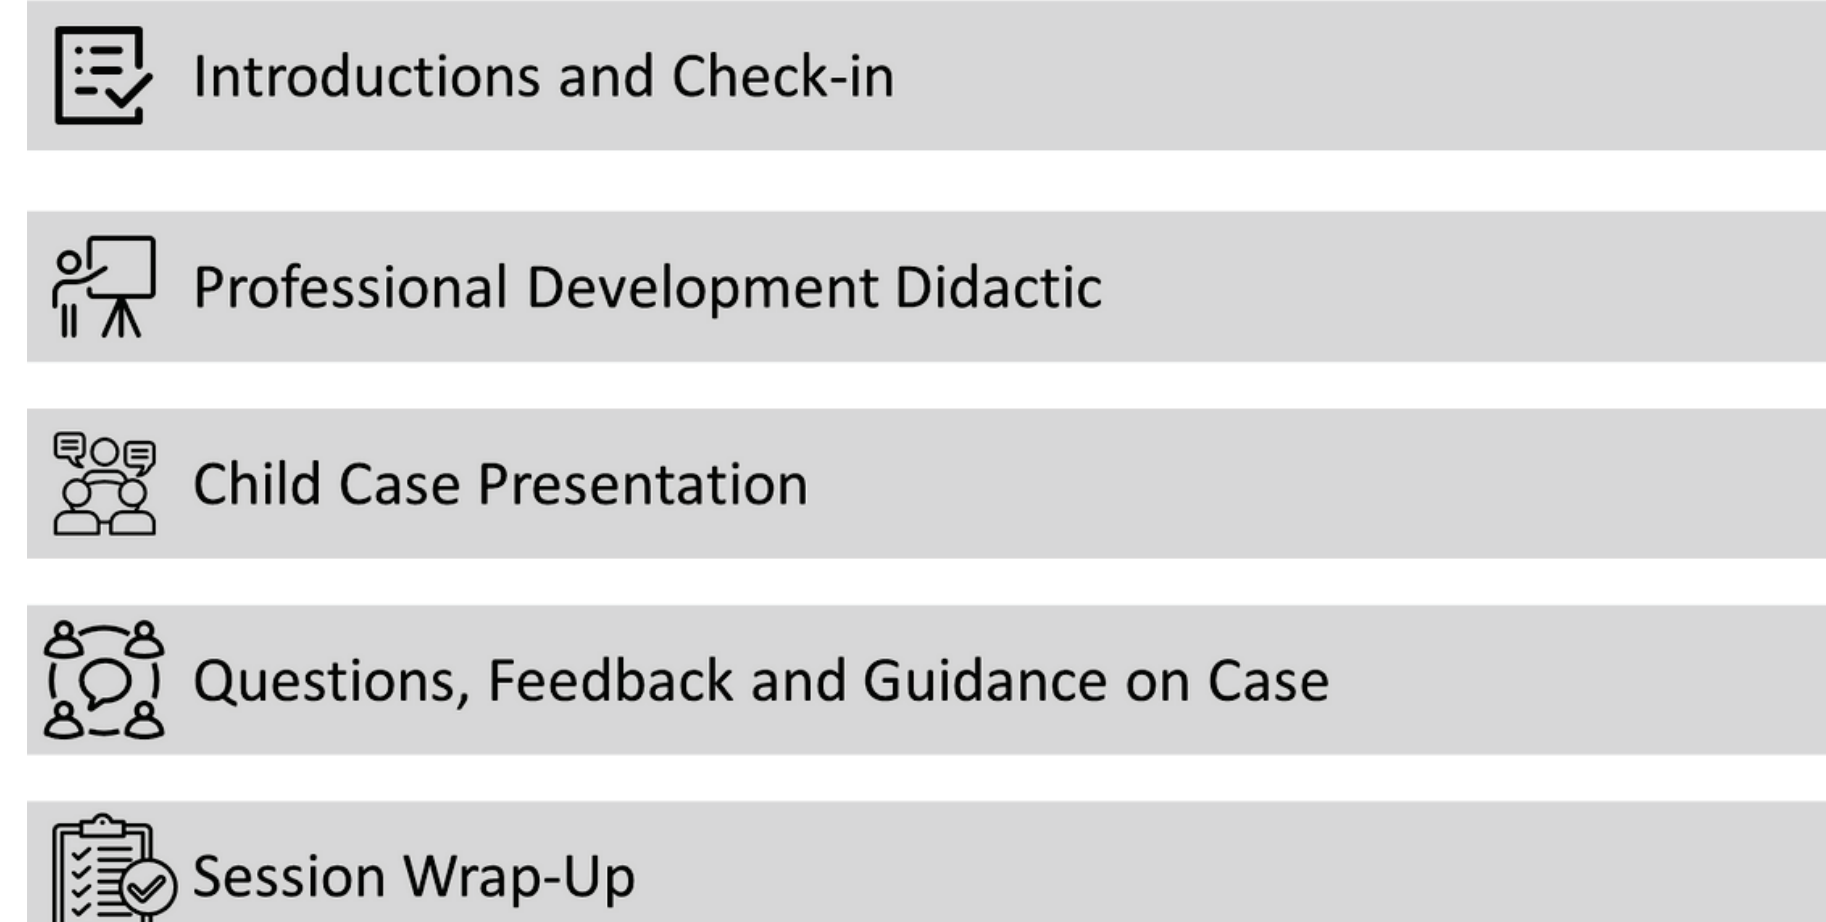 Introductions and Check-in
Professional Development Didactic
Child Case Presentation
Questions, Feedback and Guidance on Case
Session Wrap-Up